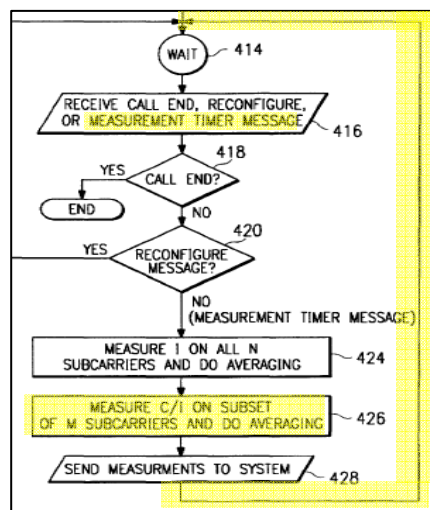 WAIT
414
RECEIVE CALL END, RECONFIGURE,
OR MEASUREMENT TIMER MESSAGE
416
418
YES
CALL END?
END
NO
420
YES
RECONFIGURE
MESSAGE?
NO
(MEASUREMENT TIMER MESSAGE)
MEASURE I ON ALL N
SUBCARRIERS AND DO AVERAGING
424
MEASURE C/I ON SUBSET
OF M SUBCARRIERS AND DO AVERAGING
426
SEND MEASURMENTS TO SYSTEM
428